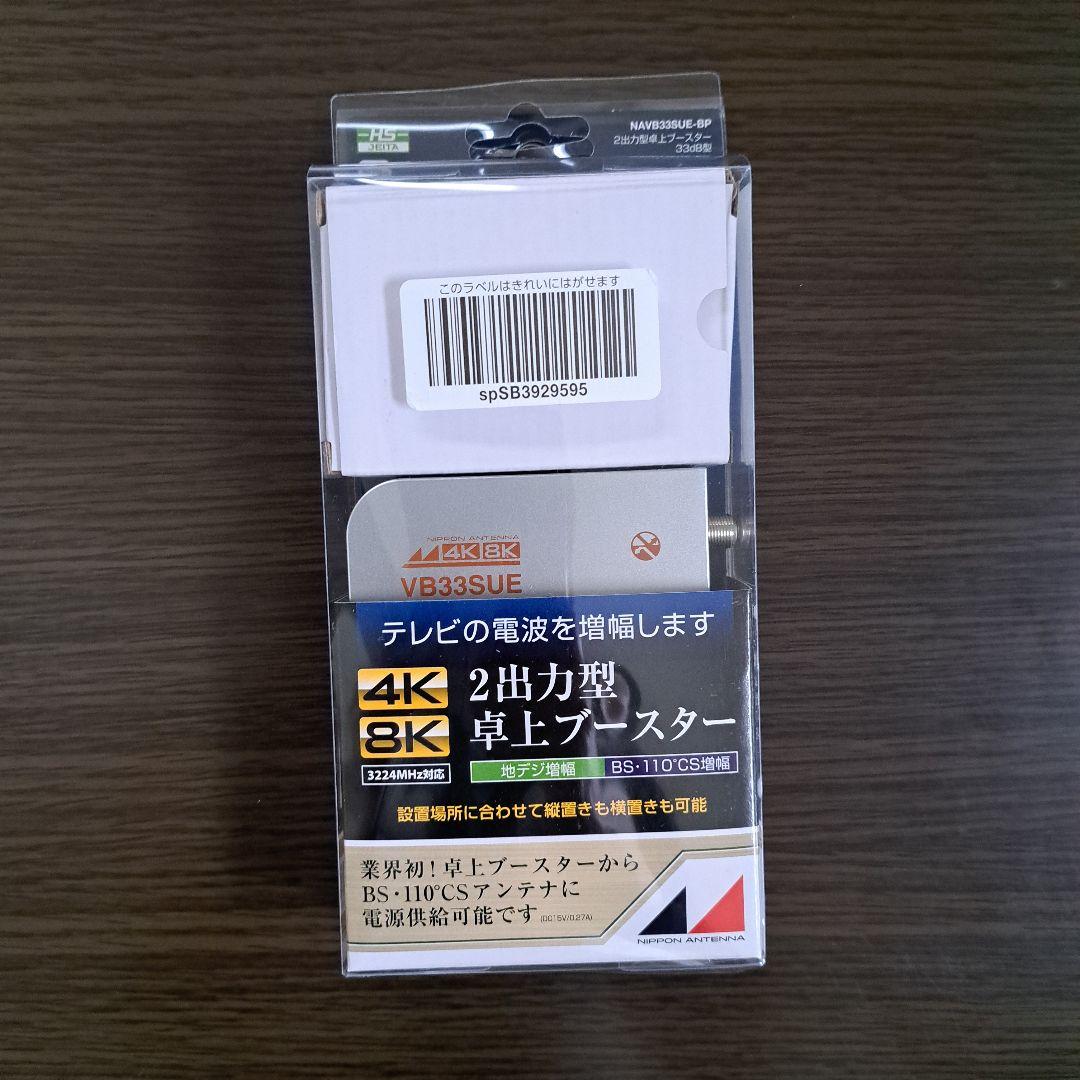 HS
JEITA
NAVB33SUE-BP
2出力型卓上ブースター
33dB型
このラベルはきれいにはがせます
spSB3929595
NIPPON ANTENNA
4K 8K
VB33SUE
テレビの電波を増幅します
4K
8K
3224MHz対応
2出力型
卓上ブースター
地デジ増幅 BS・110°CS増幅
設置場所に合わせて縦置きも横置きも可能
業界初!卓上ブースターから
BS・110°CSアンテナに
電源供給可能です(DC15V/0.27A)
NIPPON ANTENNA